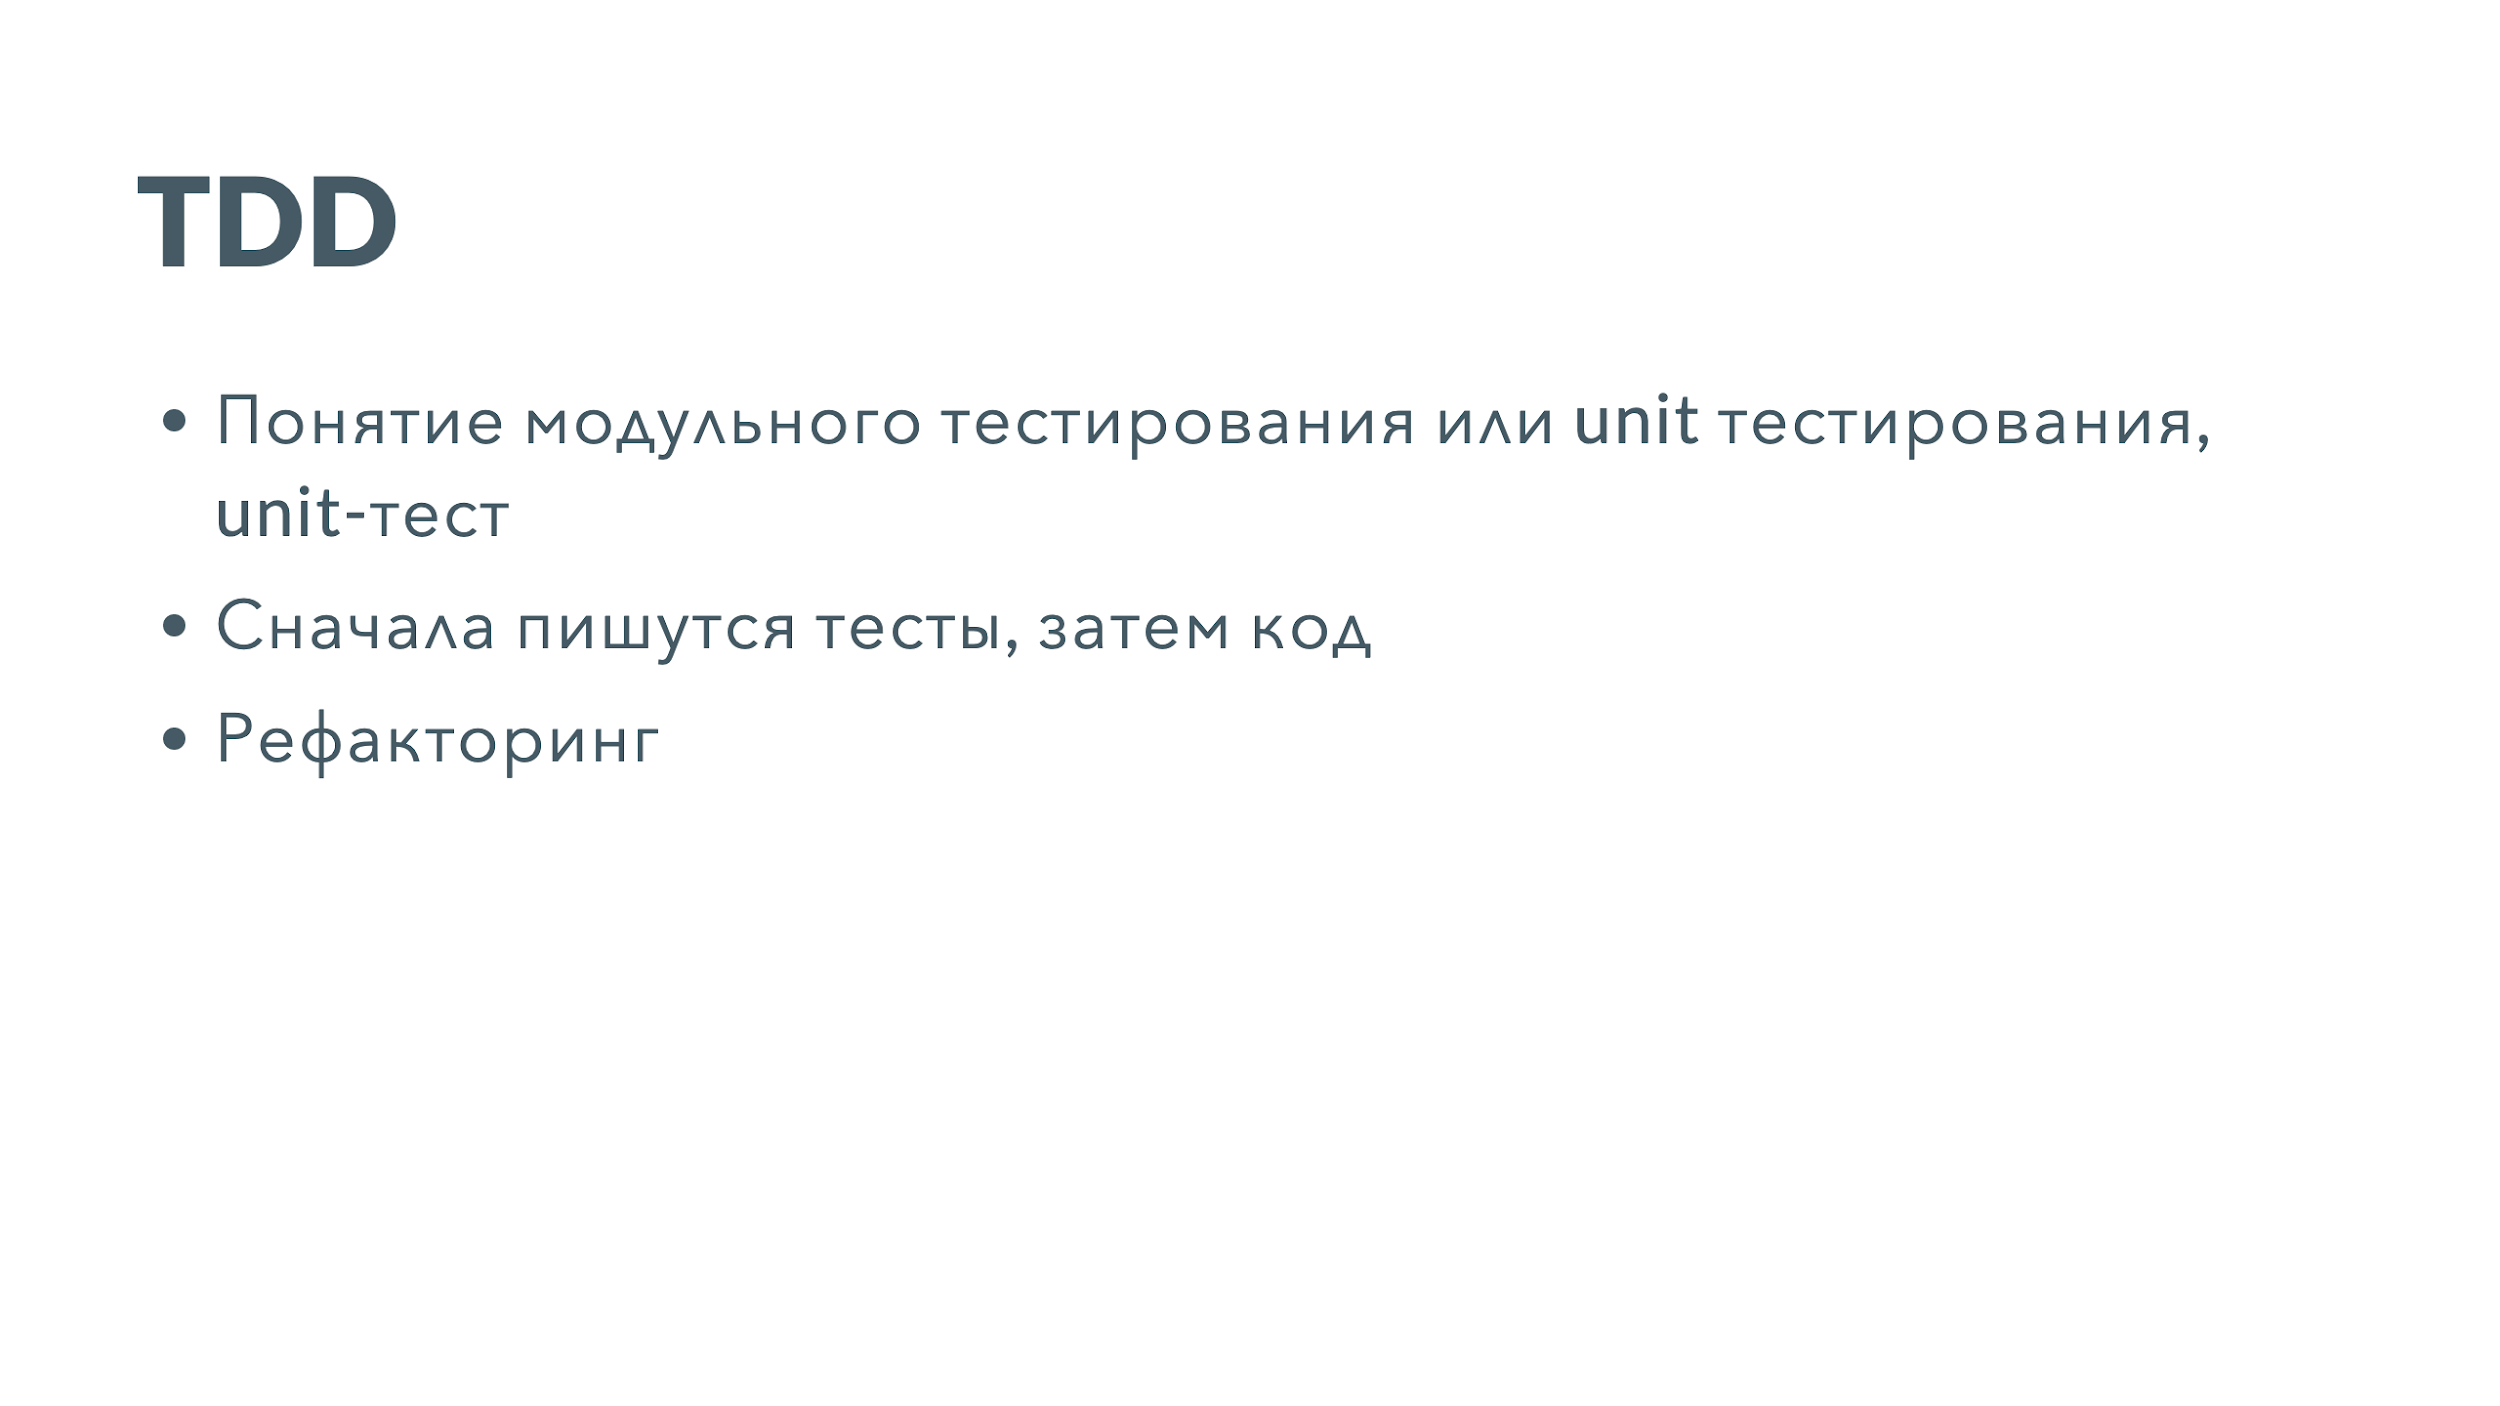 TDD
• Понятие модульного тестирования или unit тестирования,
unit-тест
• Сначала пишутся тесты, затем код
• Рефакторинг